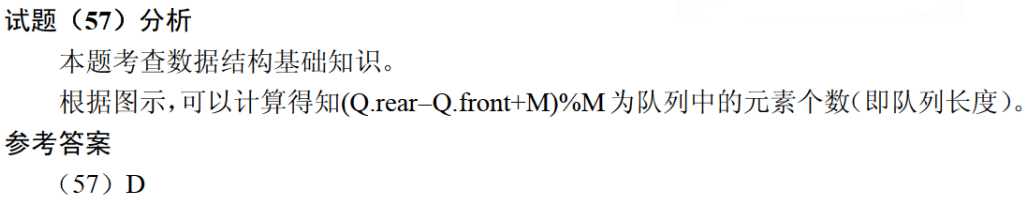 试题（57）分析
本题考查数据结构基础知识。
根据图示，可以计算得知(Q.rear–Q.front+M)%M 为队列中的元素个数（即队列长度）。
参考答案
（57）D